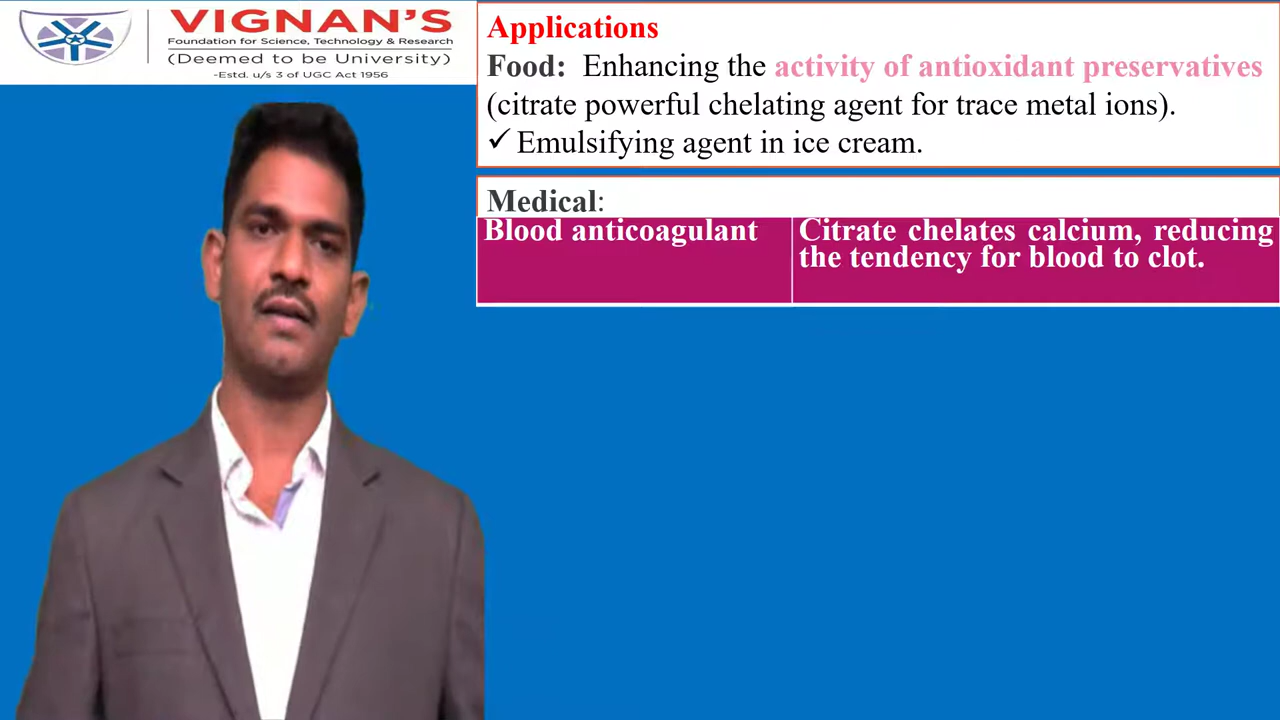 VIGNAN'S
Foundation for Science, Technology & Research
(Deemed to be University)
-Estd. u/s 3 of UGC Act 1956
Applications
Food: Enhancing the activity of antioxidant preservatives
(citrate powerful chelating agent for trace metal ions).
✓ Emulsifying agent in ice cream.
Medical:
Blood anticoagulant
Citrate chelates calcium, reducing
the tendency for blood to clot.